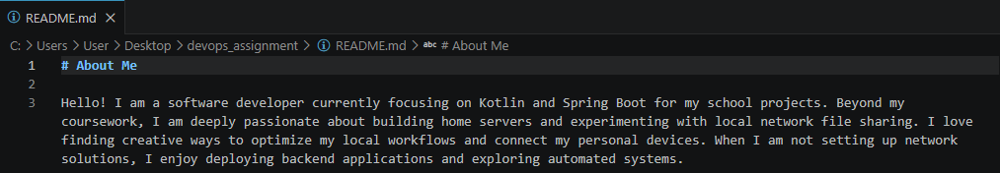 README.md
C: > Users > User > Desktop > devops_assignment > README.md > # About Me
1 # About Me
2
3 Hello! I am a software developer currently focusing on Kotlin and Spring Boot for my school projects. Beyond my
coursework, I am deeply passionate about building home servers and experimenting with local network file sharing. I love
finding creative ways to optimize my local workflows and connect my personal devices. When I am not setting up network
solutions, I enjoy deploying backend applications and exploring automated systems.